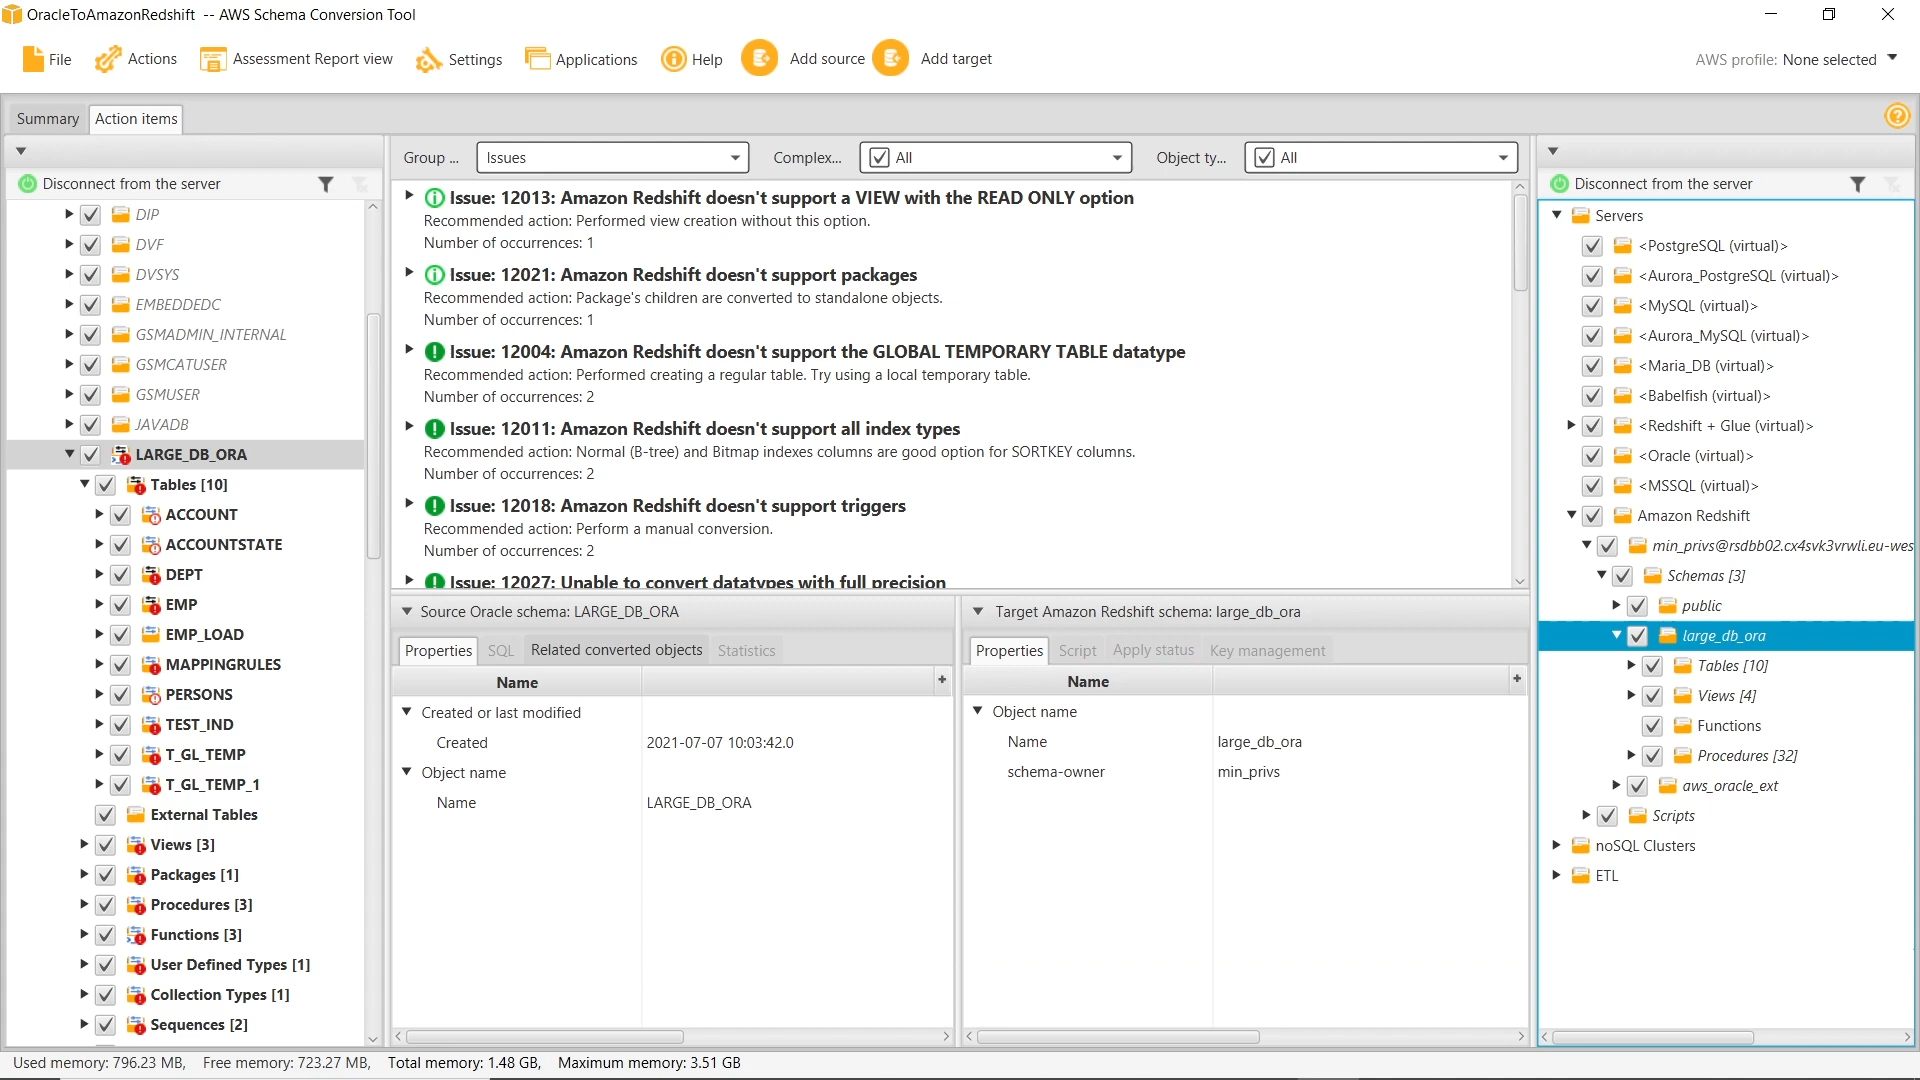 OracleToAmazonRedshift -- AWS Schema Conversion Tool
File
Actions
Assessment Report view
Settings
Applications
Help
Add source
Add target
AWS profile: None selected
Summary
Action items
Disconnect from the server
DIP
DVF
DVSYS
EMBEDDEDC
GSMADMIN_INTERNAL
GSMCATUSER
GSMUSER
JAVADB
LARGE_DB_ORA
Tables [10]
ACCOUNT
ACCOUNTSTATE
DEPT
EMP
EMP_LOAD
MAPPINGRULES
PERSONS
TEST_IND
T_GL_TEMP
T_GL_TEMP_1
External Tables
Views [3]
Packages [1]
Procedures [3]
Functions [3]
User Defined Types [1]
Collection Types [1]
Sequences [2]
Group ...
Issues
Complex...
All
Object ty...
All
Issue: 12013: Amazon Redshift doesn't support a VIEW with the READ ONLY option
Recommended action: Performed view creation without this option.
Number of occurrences: 1
Issue: 12021: Amazon Redshift doesn't support packages
Recommended action: Package's children are converted to standalone objects.
Number of occurrences: 1
Issue: 12004: Amazon Redshift doesn't support the GLOBAL TEMPORARY TABLE datatype
Recommended action: Performed creating a regular table. Try using a local temporary table.
Number of occurrences: 2
Issue: 12011: Amazon Redshift doesn't support all index types
Recommended action: Normal (B-tree) and Bitmap indexes columns are good option for SORTKEY columns.
Number of occurrences: 2
Issue: 12018: Amazon Redshift doesn't support triggers
Recommended action: Perform a manual conversion.
Number of occurrences: 2
Issue: 12027: Unable to convert datatypes with full precision
Source Oracle schema: LARGE_DB_ORA
Properties
SQL
Related converted objects
Statistics
Name
+
Created or last modified
Created
2021-07-07 10:03:42.0
Object name
Name
LARGE_DB_ORA
Target Amazon Redshift schema: large_db_ora
Properties
Script
Apply status
Key management
Name
+
Object name
Name
large_db_ora
schema-owner
min_privs
Disconnect from the server
Servers
<PostgreSQL (virtual)>
<Aurora_PostgreSQL (virtual)>
<MySQL (virtual)>
<Aurora_MySQL (virtual)>
<Maria_DB (virtual)>
<Babelfish (virtual)>
<Redshift + Glue (virtual)>
<Oracle (virtual)>
<MSSQL (virtual)>
Amazon Redshift
min_privs@rsdbb02.cx4svk3vrwli.eu-wes
Schemas [3]
public
large_db_ora
Tables [10]
Views [4]
Functions
Procedures [32]
aws_oracle_ext
Scripts
noSQL Clusters
ETL
Used memory: 796.23 MB, Free memory: 723.27 MB, Total memory: 1.48 GB, Maximum memory: 3.51 GB